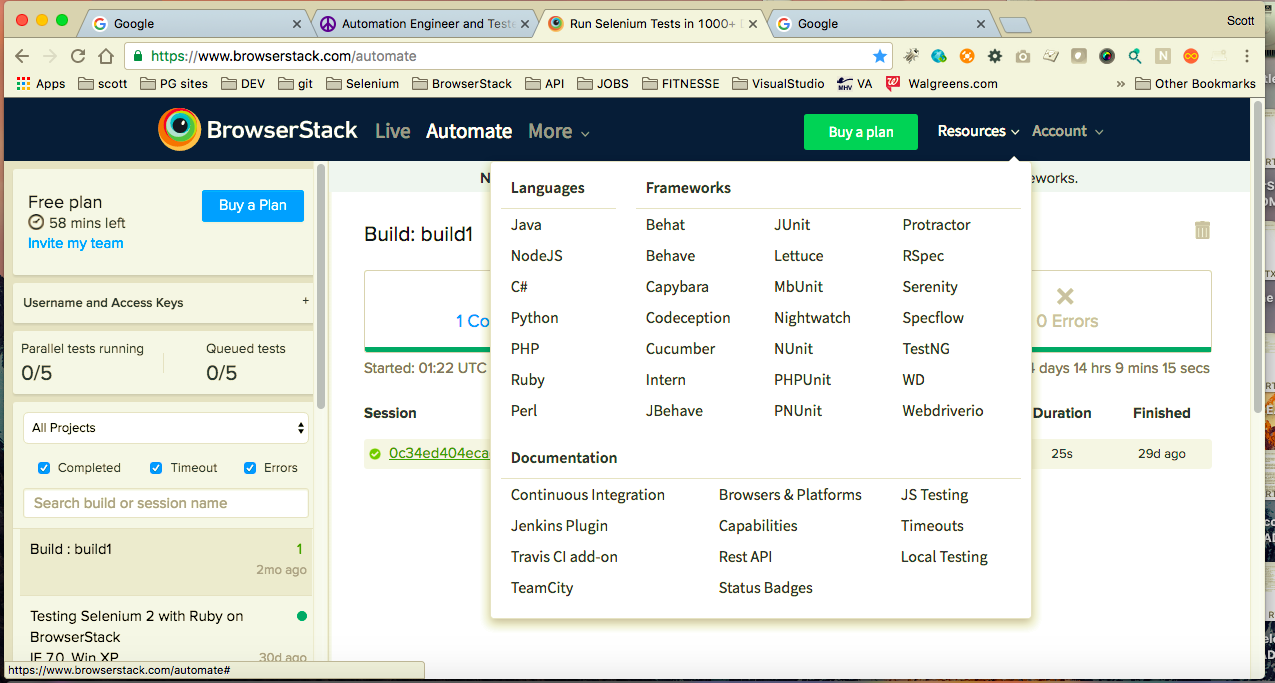 Google
Automation Engineer and Teste
Run Selenium Tests in 1000+
Google
Scott
https://www.browserstack.com/automate
Apps scott PG sites DEV git Selenium BrowserStack API JOBS FITNESSE VisualStudio MHV VA Walgreens.com » Other Bookmarks
BrowserStack Live Automate More Buy a plan Resources Account
Free plan
58 mins left
Invite my team
Buy a Plan
Username and Access Keys +
Parallel tests running Queued tests
0/5 0/5
All Projects
Completed Timeout Errors
Search build or session name
Build : build1 1
2mo ago
Testing Selenium 2 with Ruby on
BrowserStack
IE 7.0, Win XP 30d ago
https://www.browserstack.com/automate#
N
eworks.
Build: build1
1 Co
0 Errors
Started: 01:22 UTC
days 14 hrs 9 mins 15 secs
Session Duration Finished
0c34ed404eca 25s 29d ago
Languages
Java
NodeJS
C#
Python
PHP
Ruby
Perl
Frameworks
Behat JUnit Protractor
Behave Lettuce RSpec
Capybara MbUnit Serenity
Codeception Nightwatch Specflow
Cucumber NUnit TestNG
Intern PHPUnit WD
JBehave PNUnit Webdriverio
Documentation
Continuous Integration Browsers & Platforms JS Testing
Jenkins Plugin Capabilities Timeouts
Travis CI add-on Rest API Local Testing
TeamCity Status Badges